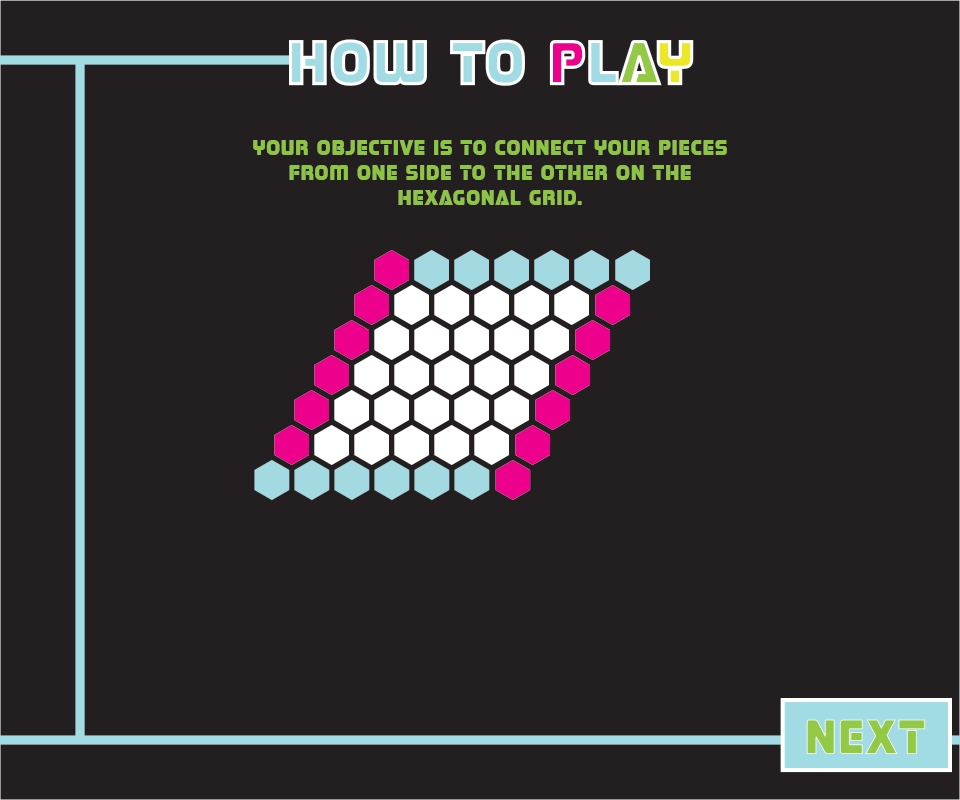 HOW TO PLAY
YOUR OBJECTIVE IS TO CONNECT YOUR PIECES
FROM ONE SIDE TO THE OTHER ON THE
HEXAGONAL GRID.
NEXT